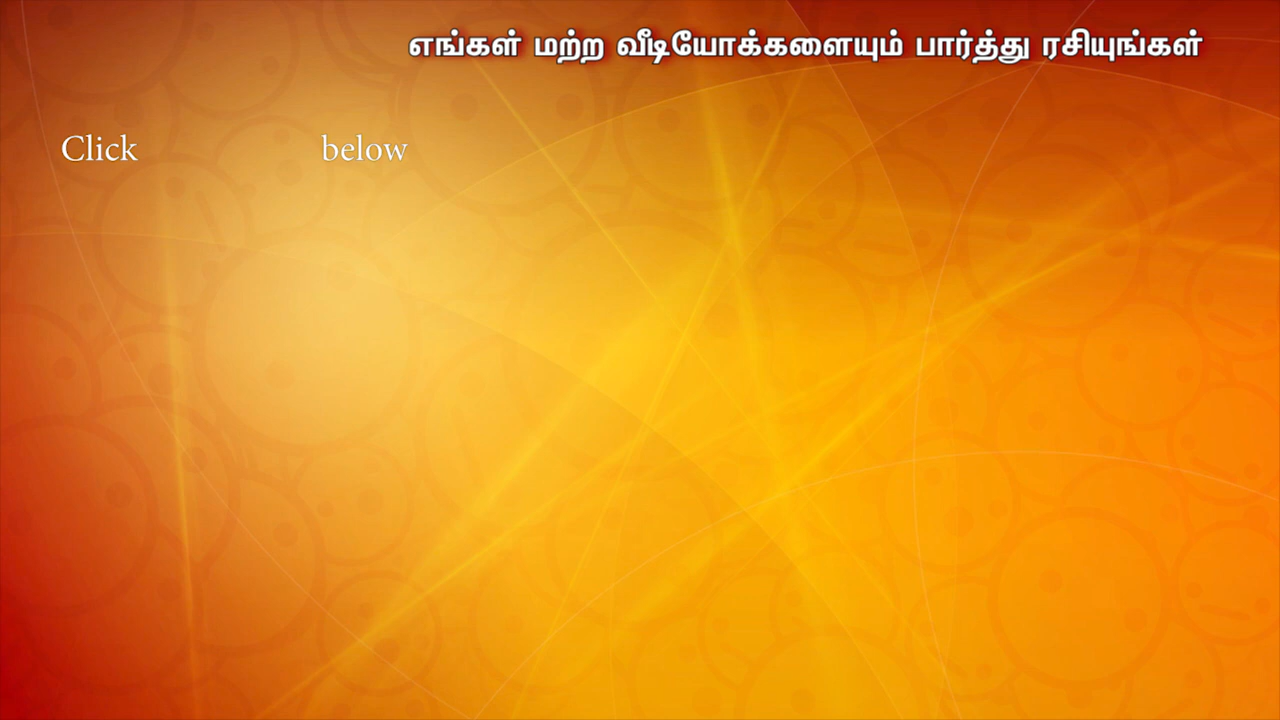 எங்கள் மற்ற வீடியோக்களையும் பார்த்து ரசியுங்கள்
Click below